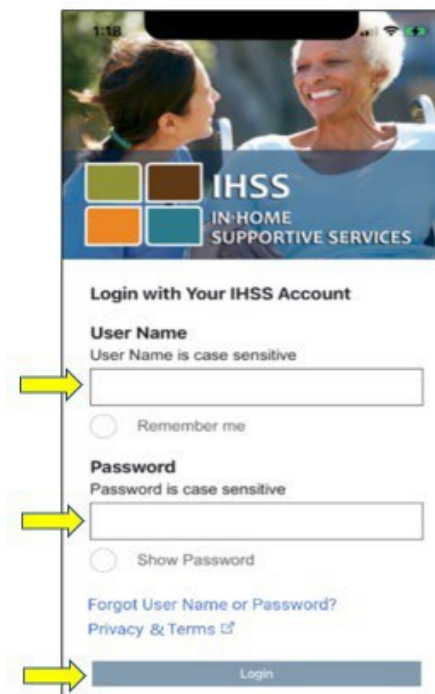 1:18
IHSS
IN-HOME
SUPPORTIVE SERVICES
Login with Your IHSS Account
User Name
User Name is case sensitive
Remember me
Password
Password is case sensitive
Show Password
Forgot User Name or Password?
Privacy & Terms
Login